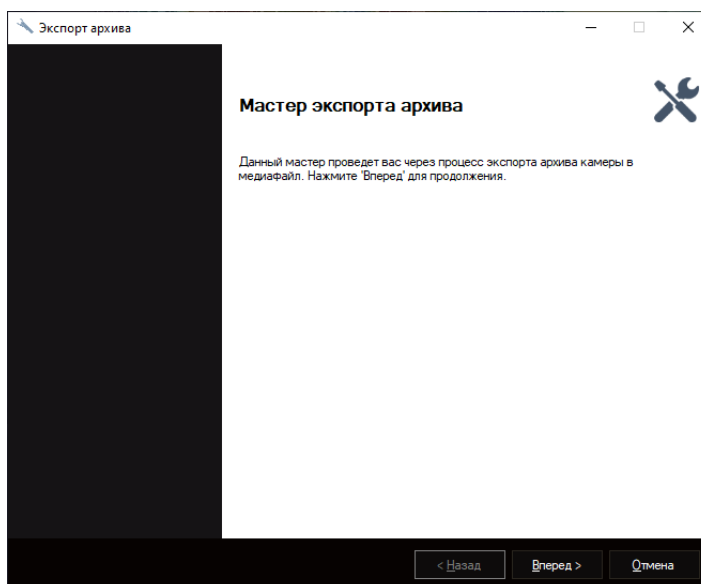 Экспорт архива
Мастер экспорта архива
Данный мастер проведет вас через процесс экспорта архива камеры в
медиафайл. Нажмите 'Вперед' для продолжения.
< Назад
Вперед >
Отмена